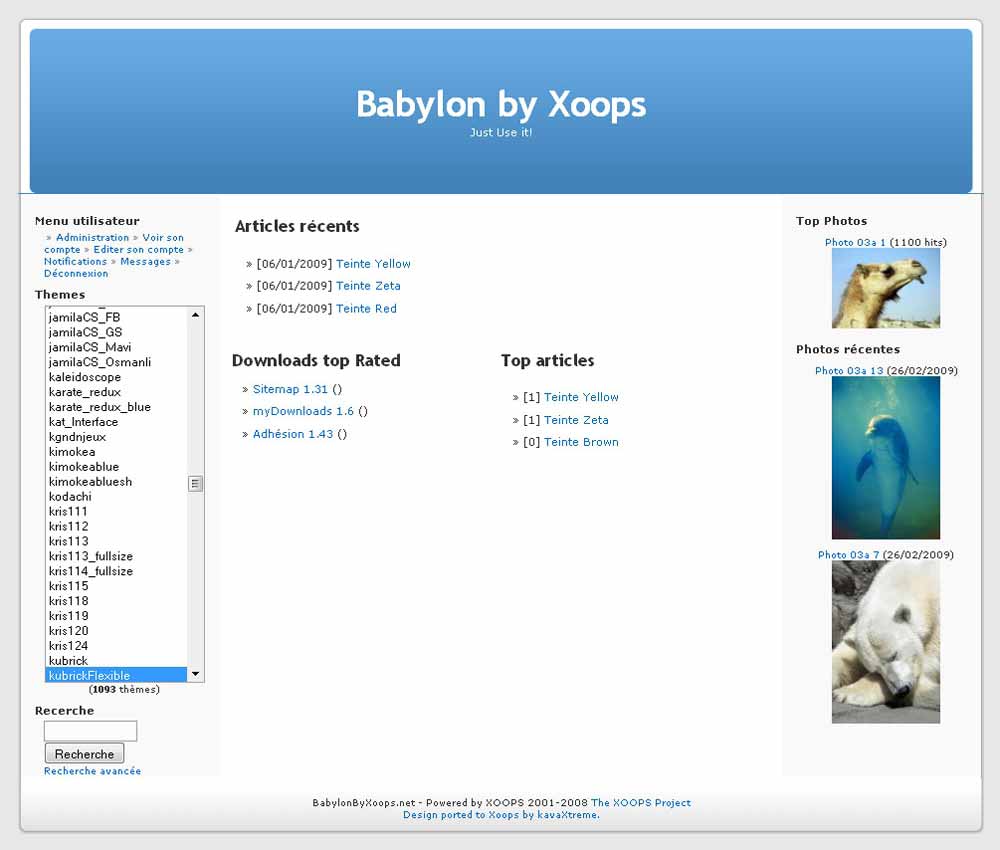 Babylon by Xoops
Just Use it!
Menu utilisateur
» Administration » Voir son
compte » Editer son compte »
Notifications » Messages »
Déconnexion
Themes
jamilaCS_FB
jamilaCS_GS
jamilaCS_Mavi
jamilaCS_Osmanli
kaleidoscope
karate_redux
karate_redux_blue
kat_Interface
kgndnjeux
kimokea
kimokeablue
kimokeabluesh
kodachi
kris111
kris112
kris113
kris113_fullsize
kris114_fullsize
kris115
kris118
kris119
kris120
kris124
kubrick
kubrickFlexible
(1093 thèmes)
Recerche
Recherche
Recherche avancée
Articles récents
» [06/01/2009] Teinte Yellow
» [06/01/2009] Teinte Zeta
» [06/01/2009] Teinte Red
Downloads top Rated
» Sitemap 1.31 ()
» myDownloads 1.6 ()
» Adhésion 1.43 ()
Top articles
» [1] Teinte Yellow
» [1] Teinte Zeta
» [0] Teinte Brown
Top Photos
Photo 03a 1 (1100 hits)
Photos récentes
Photo 03a 13 (26/02/2009)
Photo 03a 7 (26/02/2009)
BabylonByXoops.net - Powered by XOOPS 2001-2008 The XOOPS Project
Design ported to Xoops by kavaXtreme.